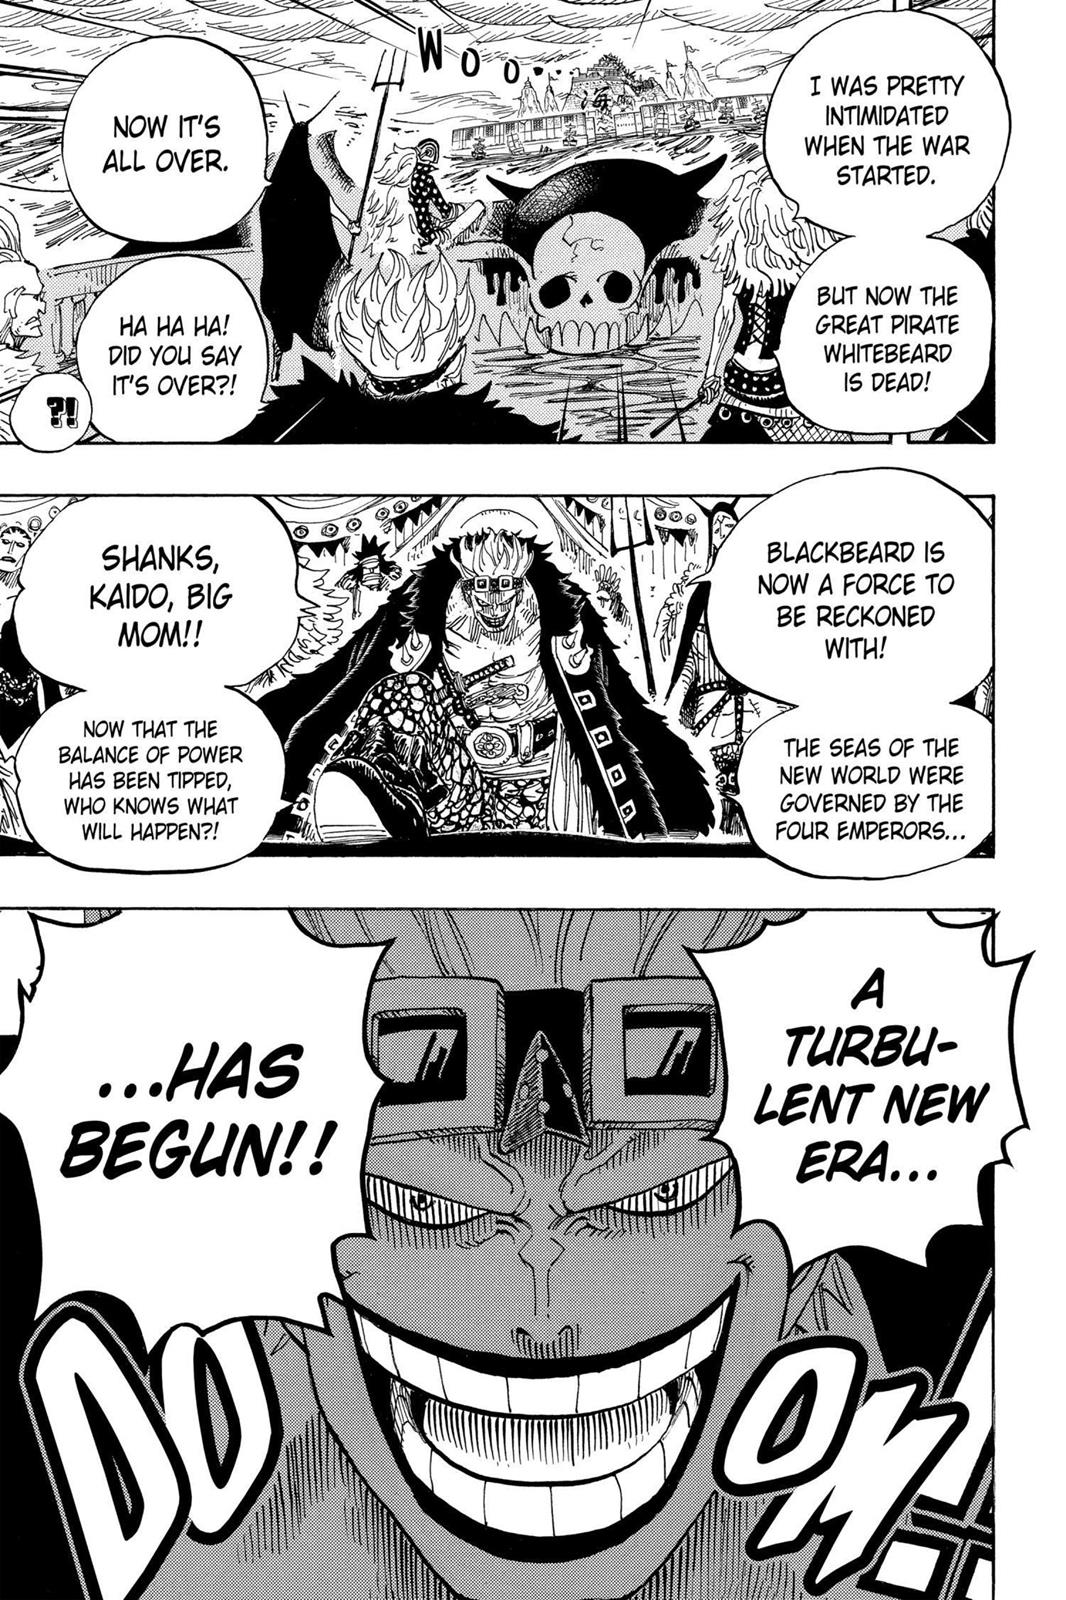 I WAS PRETTY
INTIMIDATED
WHEN THE WAR
STARTED.
BUT NOW THE
GREAT PIRATE
WHITEBEARD
IS DEAD!
WOO...
海
NOW IT'S
ALL OVER.
HA HA HA!
DID YOU SAY
IT'S OVER?!
?!
BLACKBEARD IS
NOW A FORCE TO
BE RECKONED
WITH!
THE SEAS OF THE
NEW WORLD WERE
GOVERNED BY THE
FOUR EMPERORS...
SHANKS,
KAIDO, BIG
MOM!!
NOW THAT THE
BALANCE OF POWER
HAS BEEN TIPPED,
WHO KNOWS WHAT
WILL HAPPEN?!
A
TURBU-
LENT NEW
ERA...
...HAS
BEGUN!!
DOOM